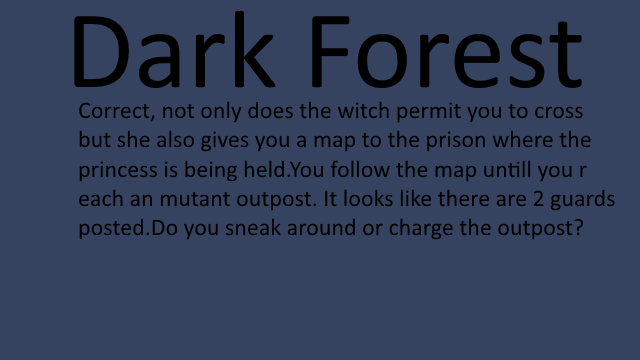 Dark Forest
Correct, not only does the witch permit you to cross
but she also gives you a map to the prison where the
princess is being held.You follow the map untill you r
each an mutant outpost. It looks like there are 2 guards
posted.Do you sneak around or charge the outpost?